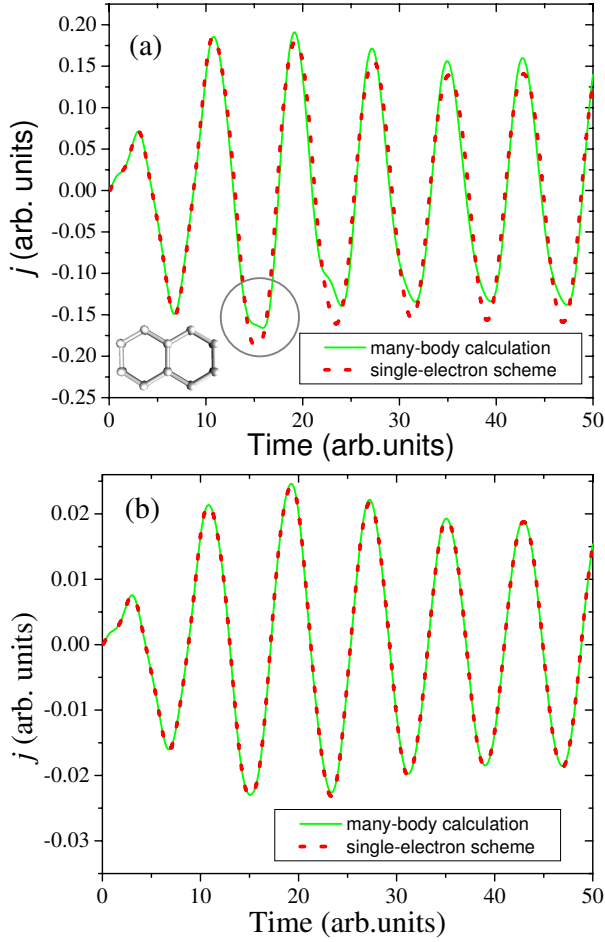 (a)
0.20
0.15
0.10
0.05
0.00
-0.05
-0.10
-0.15
-0.20
-0.25
j (arb. units)
many-body calculation
single-electron scheme
0 10 20 30 40 50
Time (arb.units)
(b)
0.02
0.01
0.00
-0.01
-0.02
-0.03
j (arb. units)
many-body calculation
single-electron scheme
0 10 20 30 40 50
Time (arb.units)